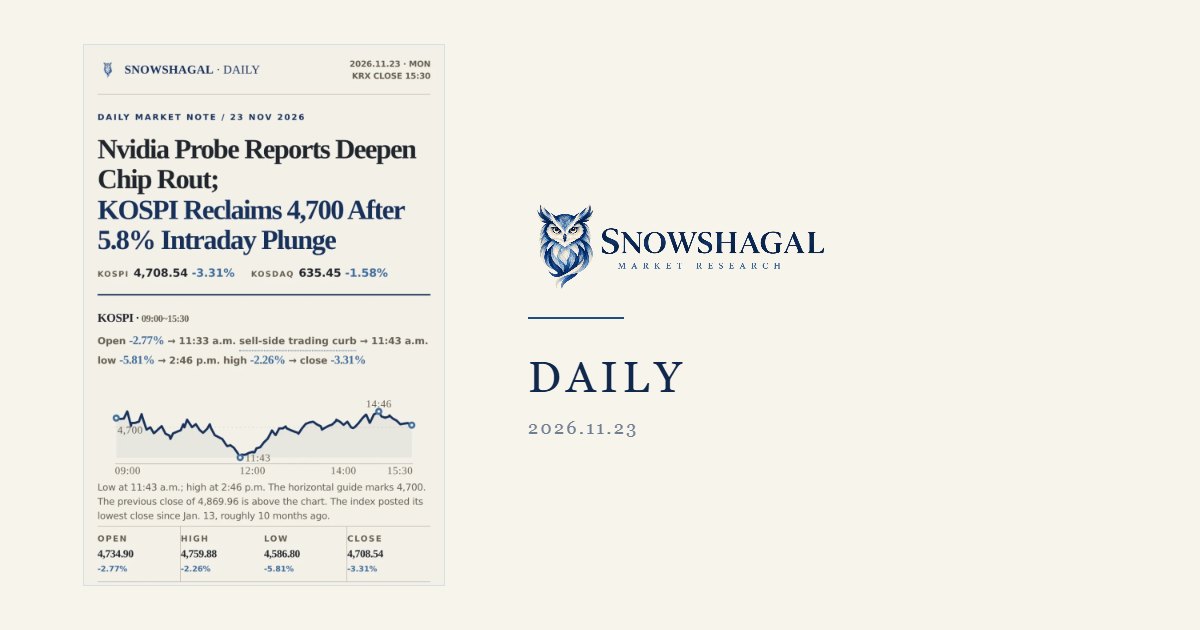 SNOWSHAGAL · DAILY
2026.11.23 · MON
KRX CLOSE 15:30
DAILY MARKET NOTE / 23 NOV 2026
Nvidia Probe Reports Deepen
Chip Rout;
KOSPI Reclaims 4,700 After
5.8% Intraday Plunge
KOSPI 4,708.54 -3.31% KOSDAQ 635.45 -1.58%
KOSPI · 09:00–15:30
Open -2.77% → 11:33 a.m. sell-side trading curb → 11:43 a.m.
low -5.81% → 2:46 p.m. high -2.26% → close -3.31%
14:46
4,700
11:43
09:00 12:00 14:00 15:30
Low at 11:43 a.m.; high at 2:46 p.m. The horizontal guide marks 4,700.
The previous close of 4,869.96 is above the chart. The index posted its
lowest close since Jan. 13, roughly 10 months ago.
OPEN HIGH LOW CLOSE
4,734.90 4,759.88 4,586.80 4,708.54
-2.77% -2.26% -5.81% -3.31%
SNOWSHAGAL
MARKET RESEARCH
DAILY
2026.11.23